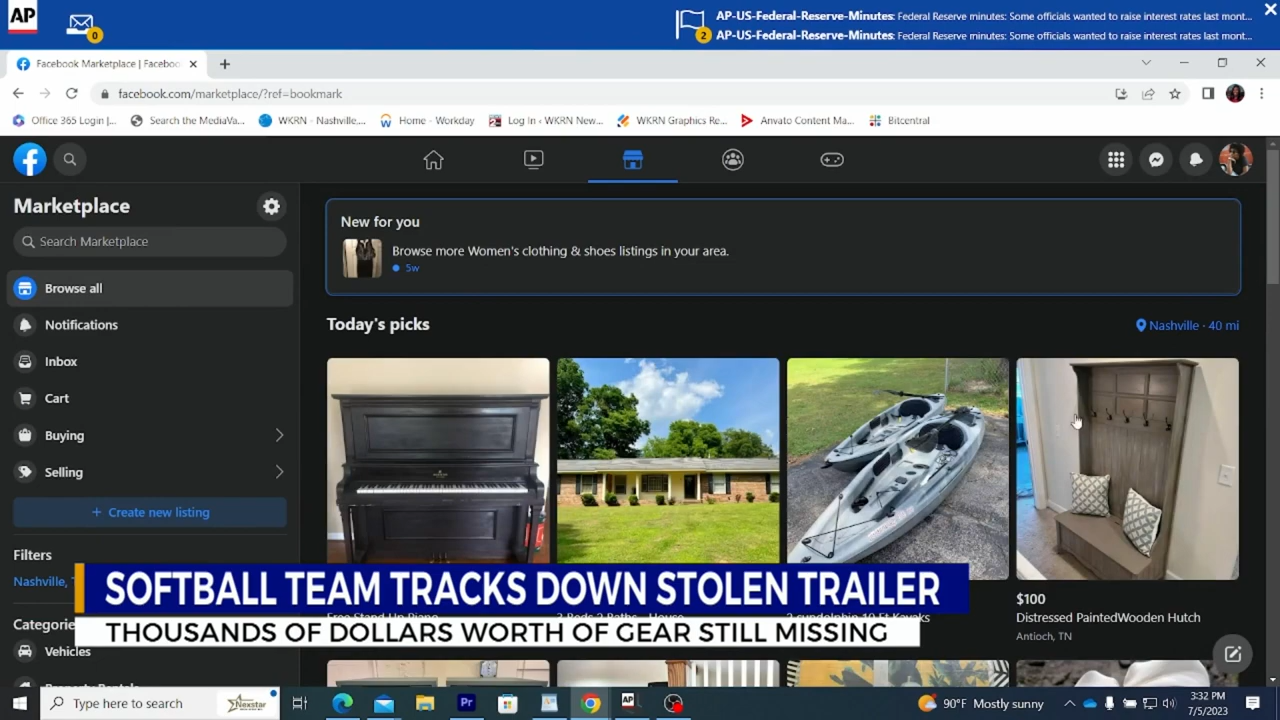 AP
0
2
AP-US-Federal-Reserve-Minutes: Federal Reserve minutes: Some officials wanted to raise interest rates last mont...
AP-US-Federal-Reserve-Minutes: Federal Reserve minutes: Some officials wanted to raise interest rates last mont...
Facebook Marketplace | Faceboo
facebook.com/marketplace/?ref=bookmark
Office 365 Login |...
Search the MediaVa...
WKRN - Nashville,...
Home - Workday
Log In ‹ WKRN New...
WKRN Graphics Re...
Anvato Content Ma...
Bitcentral
Marketplace
Search Marketplace
Browse all
Notifications
Inbox
Cart
Buying
Selling
+ Create new listing
Filters
Nashville,
Categorie
Vehicles
New for you
Browse more Women's clothing & shoes listings in your area.
5w
Today's picks
Nashville · 40 mi
$100
Distressed PaintedWooden Hutch
Antioch, TN
SOFTBALL TEAM TRACKS DOWN STOLEN TRAILER
THOUSANDS OF DOLLARS WORTH OF GEAR STILL MISSING
Type here to search
Nexstar
Pr
AP
90°F Mostly sunny
3:32 PM
7/5/2023